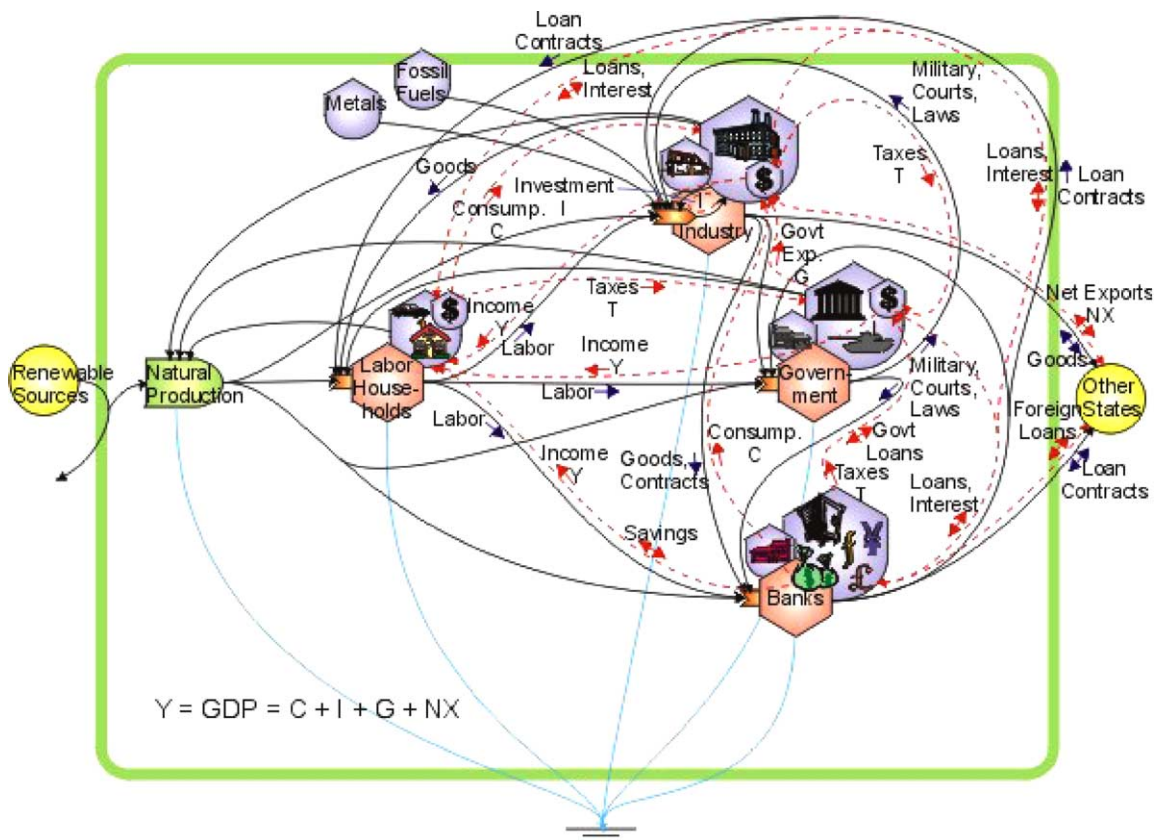 Loan
Contracts
Fossil
Fuels
Metals
Loans,
Interest
Military,
Courts,
Laws
Goods
Taxes
T
Loans,
Interest
Loan
Contracts
Investment
I
Consump.
C
$
I
Industry
Govt
Exp.
G
Taxes
T
$
Income
Y
Labor
$
Net Exports
NX
Goods
Renewable
Sources
Natural
Production
Labor
House-
holds
Income
Y
Labor
Govern-
ment
Military,
Courts,
Laws
Other
States
Labor
Income
Y
Goods,
Contracts
Consump.
C
Govt
Loans
Taxes
T
Foreign
Loans
Loan
Contracts
Loans,
Interest
Savings
¥
£
Banks
Y = GDP = C + I + G + NX